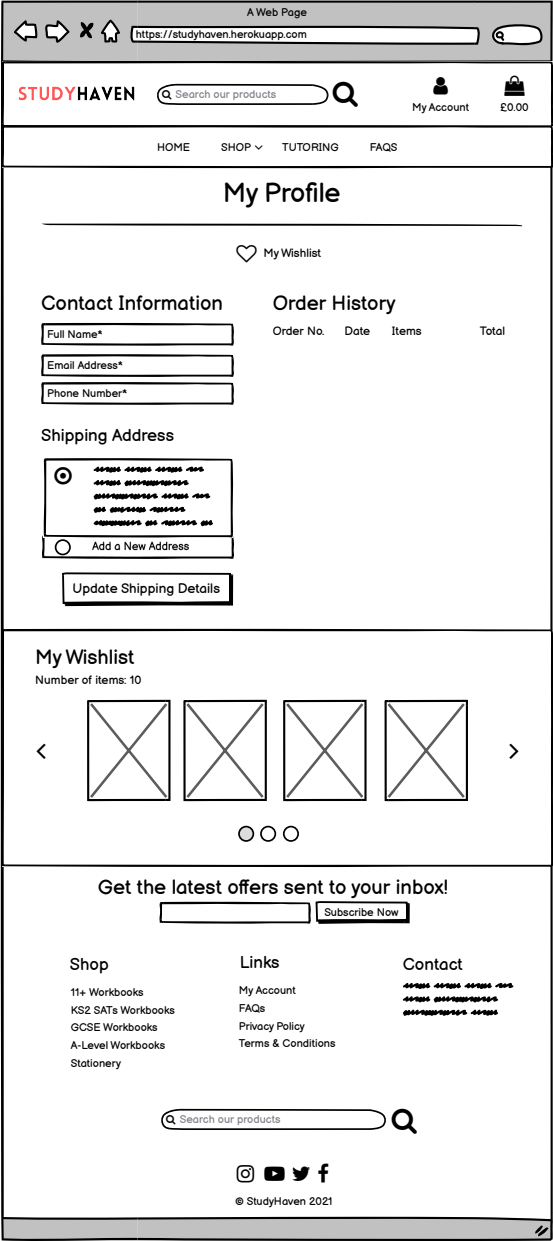 A Web Page
https://studyhaven.herokuapp.com
STUDYHAVEN
Search our products
My Account
£0.00
HOME SHOP TUTORING FAQS
My Profile
My Wishlist
Contact Information
Full Name*
Email Address*
Phone Number*
Shipping Address
Add a New Address
Update Shipping Details
Order History
Order No. Date Items Total
My Wishlist
Number of items: 10
Get the latest offers sent to your inbox!
Subscribe Now
Shop
11+ Workbooks
KS2 SATs Workbooks
GCSE Workbooks
A-Level Workbooks
Stationery
Links
My Account
FAQs
Privacy Policy
Terms & Conditions
Contact
Search our products
© StudyHaven 2021